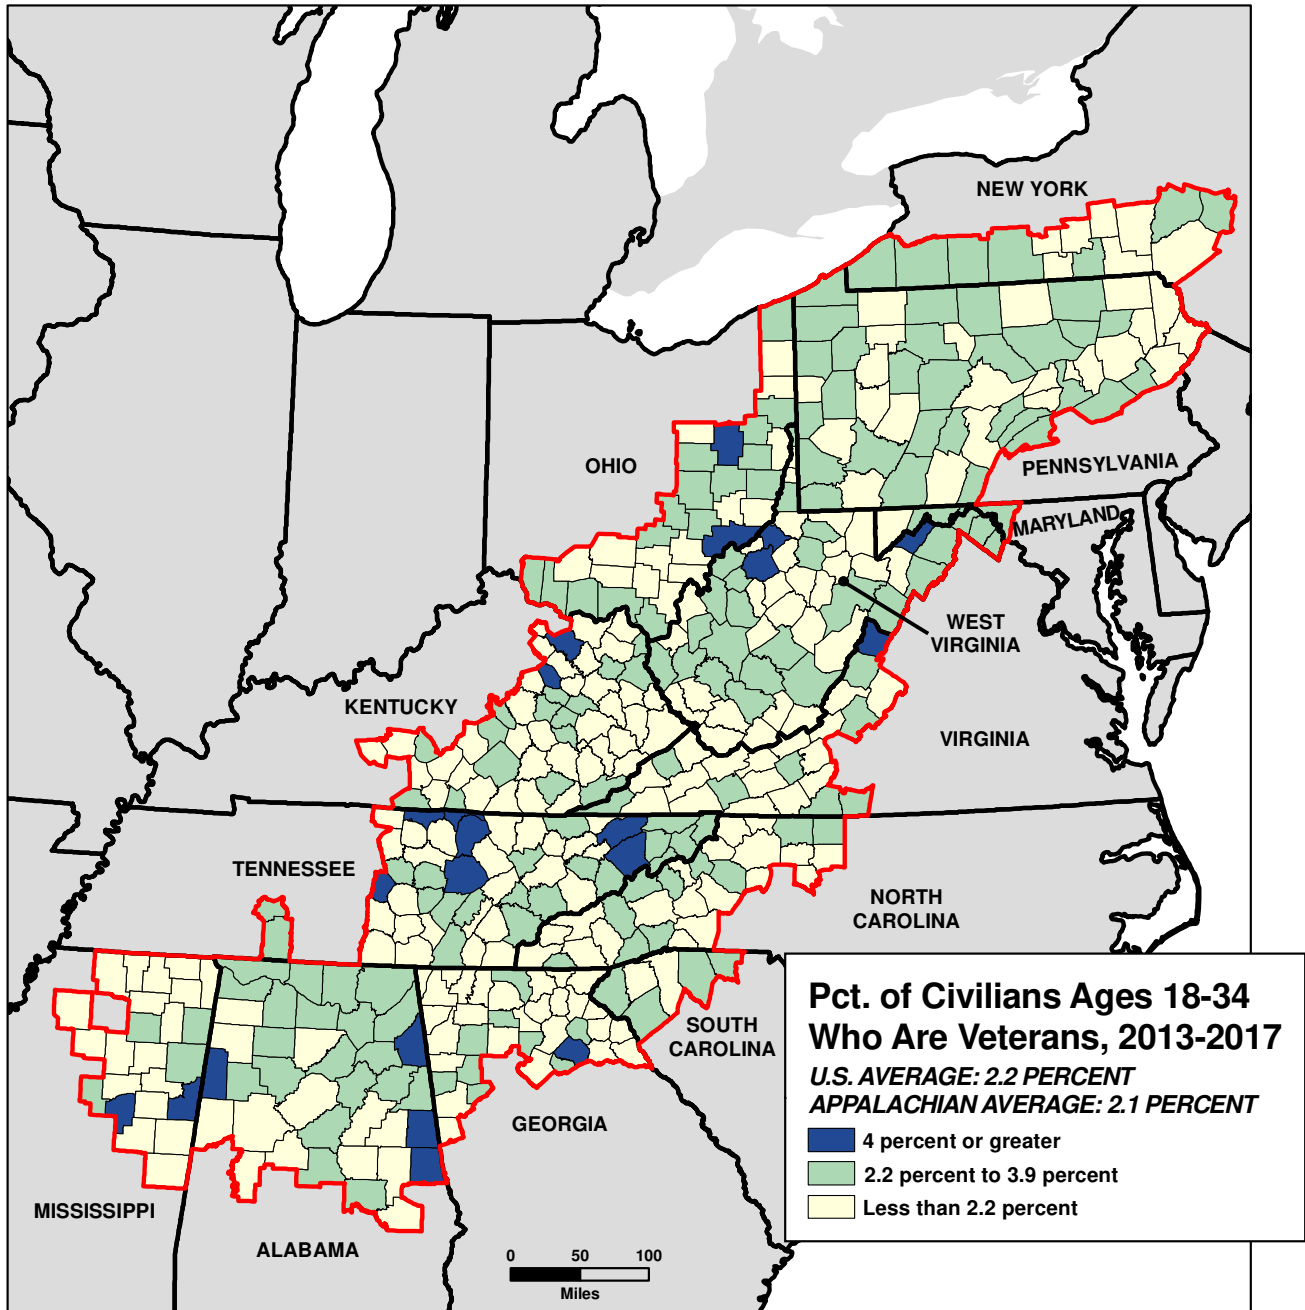 NEW YORK
OHIO
PENNSYLVANIA
MARYLAND
WEST
VIRGINIA
KENTUCKY
VIRGINIA
TENNESSEE
NORTH
CAROLINA
SOUTH
CAROLINA
GEORGIA
MISSISSIPPI
ALABAMA
Pct. of Civilians Ages 18-34
Who Are Veterans, 2013-2017
U.S. AVERAGE: 2.2 PERCENT
APPALACHIAN AVERAGE: 2.1 PERCENT
4 percent or greater
2.2 percent to 3.9 percent
Less than 2.2 percent
0 50 100
Miles